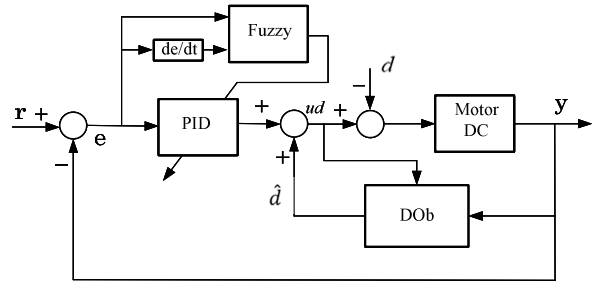 Fuzzy
de/dt
d
r +
e
PID
+
ud
+
−
Motor
DC
y
−
+
d̂
DOb